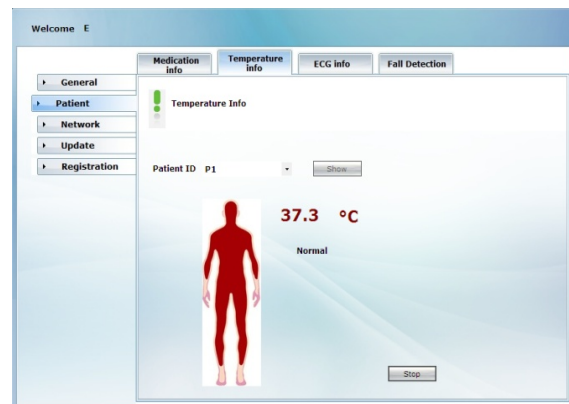 Welcome E
Medication info
Temperature info
ECG info
Fall Detection
General
Patient
Network
Update
Registration
Temperature Info
Patient ID P1
Show
37.3 °C
Normal
Stop